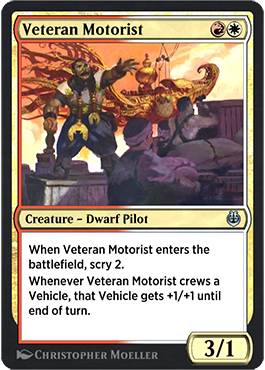 Veteran Motorist
Creature – Dwarf Pilot
When Veteran Motorist enters the
battlefield, scry 2.
Whenever Veteran Motorist crews a
Vehicle, that Vehicle gets +1/+1 until
end of turn.
3/1
Christopher Moeller